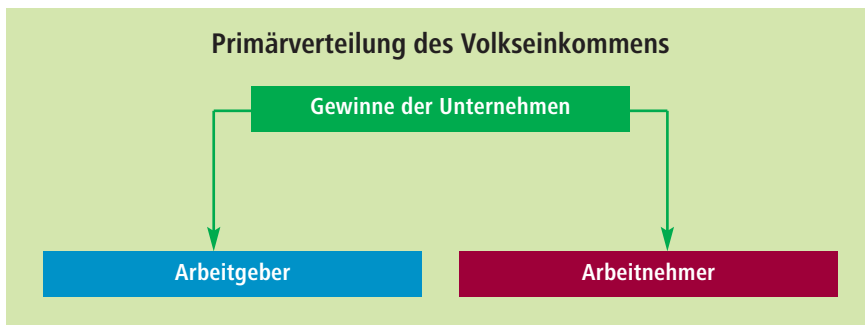 Primärverteilung des Volkseinkommens
Gewinne der Unternehmen
Arbeitgeber
Arbeitnehmer